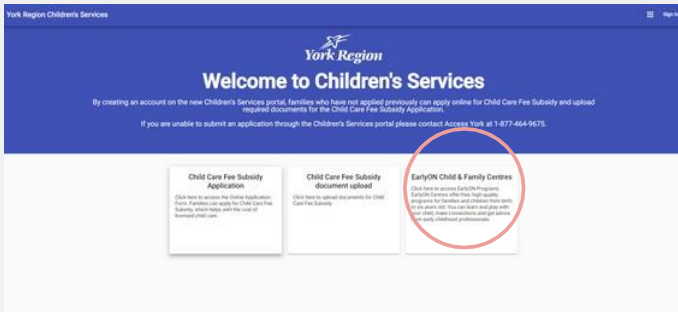 York Region Children's Services
Sign In
York Region
Welcome to Children's Services
By creating an account on the new Children's Services portal, families who have not applied previously can apply online for Child Care Fee Subsidy and upload
required documents for the Child Care Fee Subsidy Application.
If you are unable to submit an application through the Children's Services portal please contact Access York at 1-877-464-9675.
Child Care Fee Subsidy
Application
Click here to access the Online Application
Form. Families can apply for Child Care Fee
Subsidy, which helps with the cost of
licensed child care.
Child Care Fee Subsidy
document upload
Click here to upload documents for Child
Care Fee Subsidy
EarlyON Child & Family Centres
Click here to access EarlyON Programs.
EarlyON Centres offer free, high-quality
programs for families and children from birth
to six years old. You can learn and play with
your child, make connections and get advice
from early childhood professionals.